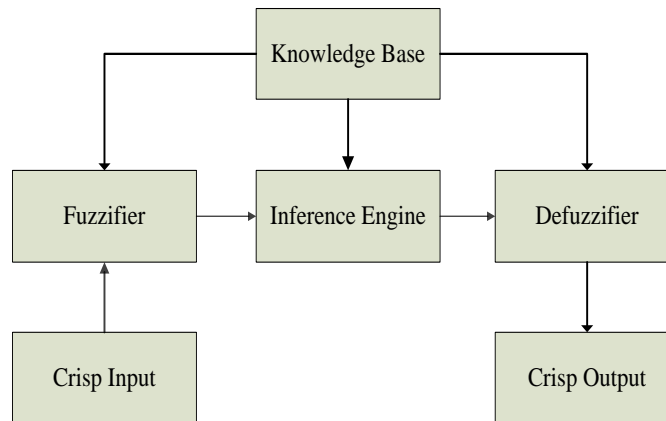 Knowledge Base
Fuzzifier
Inference Engine
Defuzzifier
Crisp Input
Crisp Output